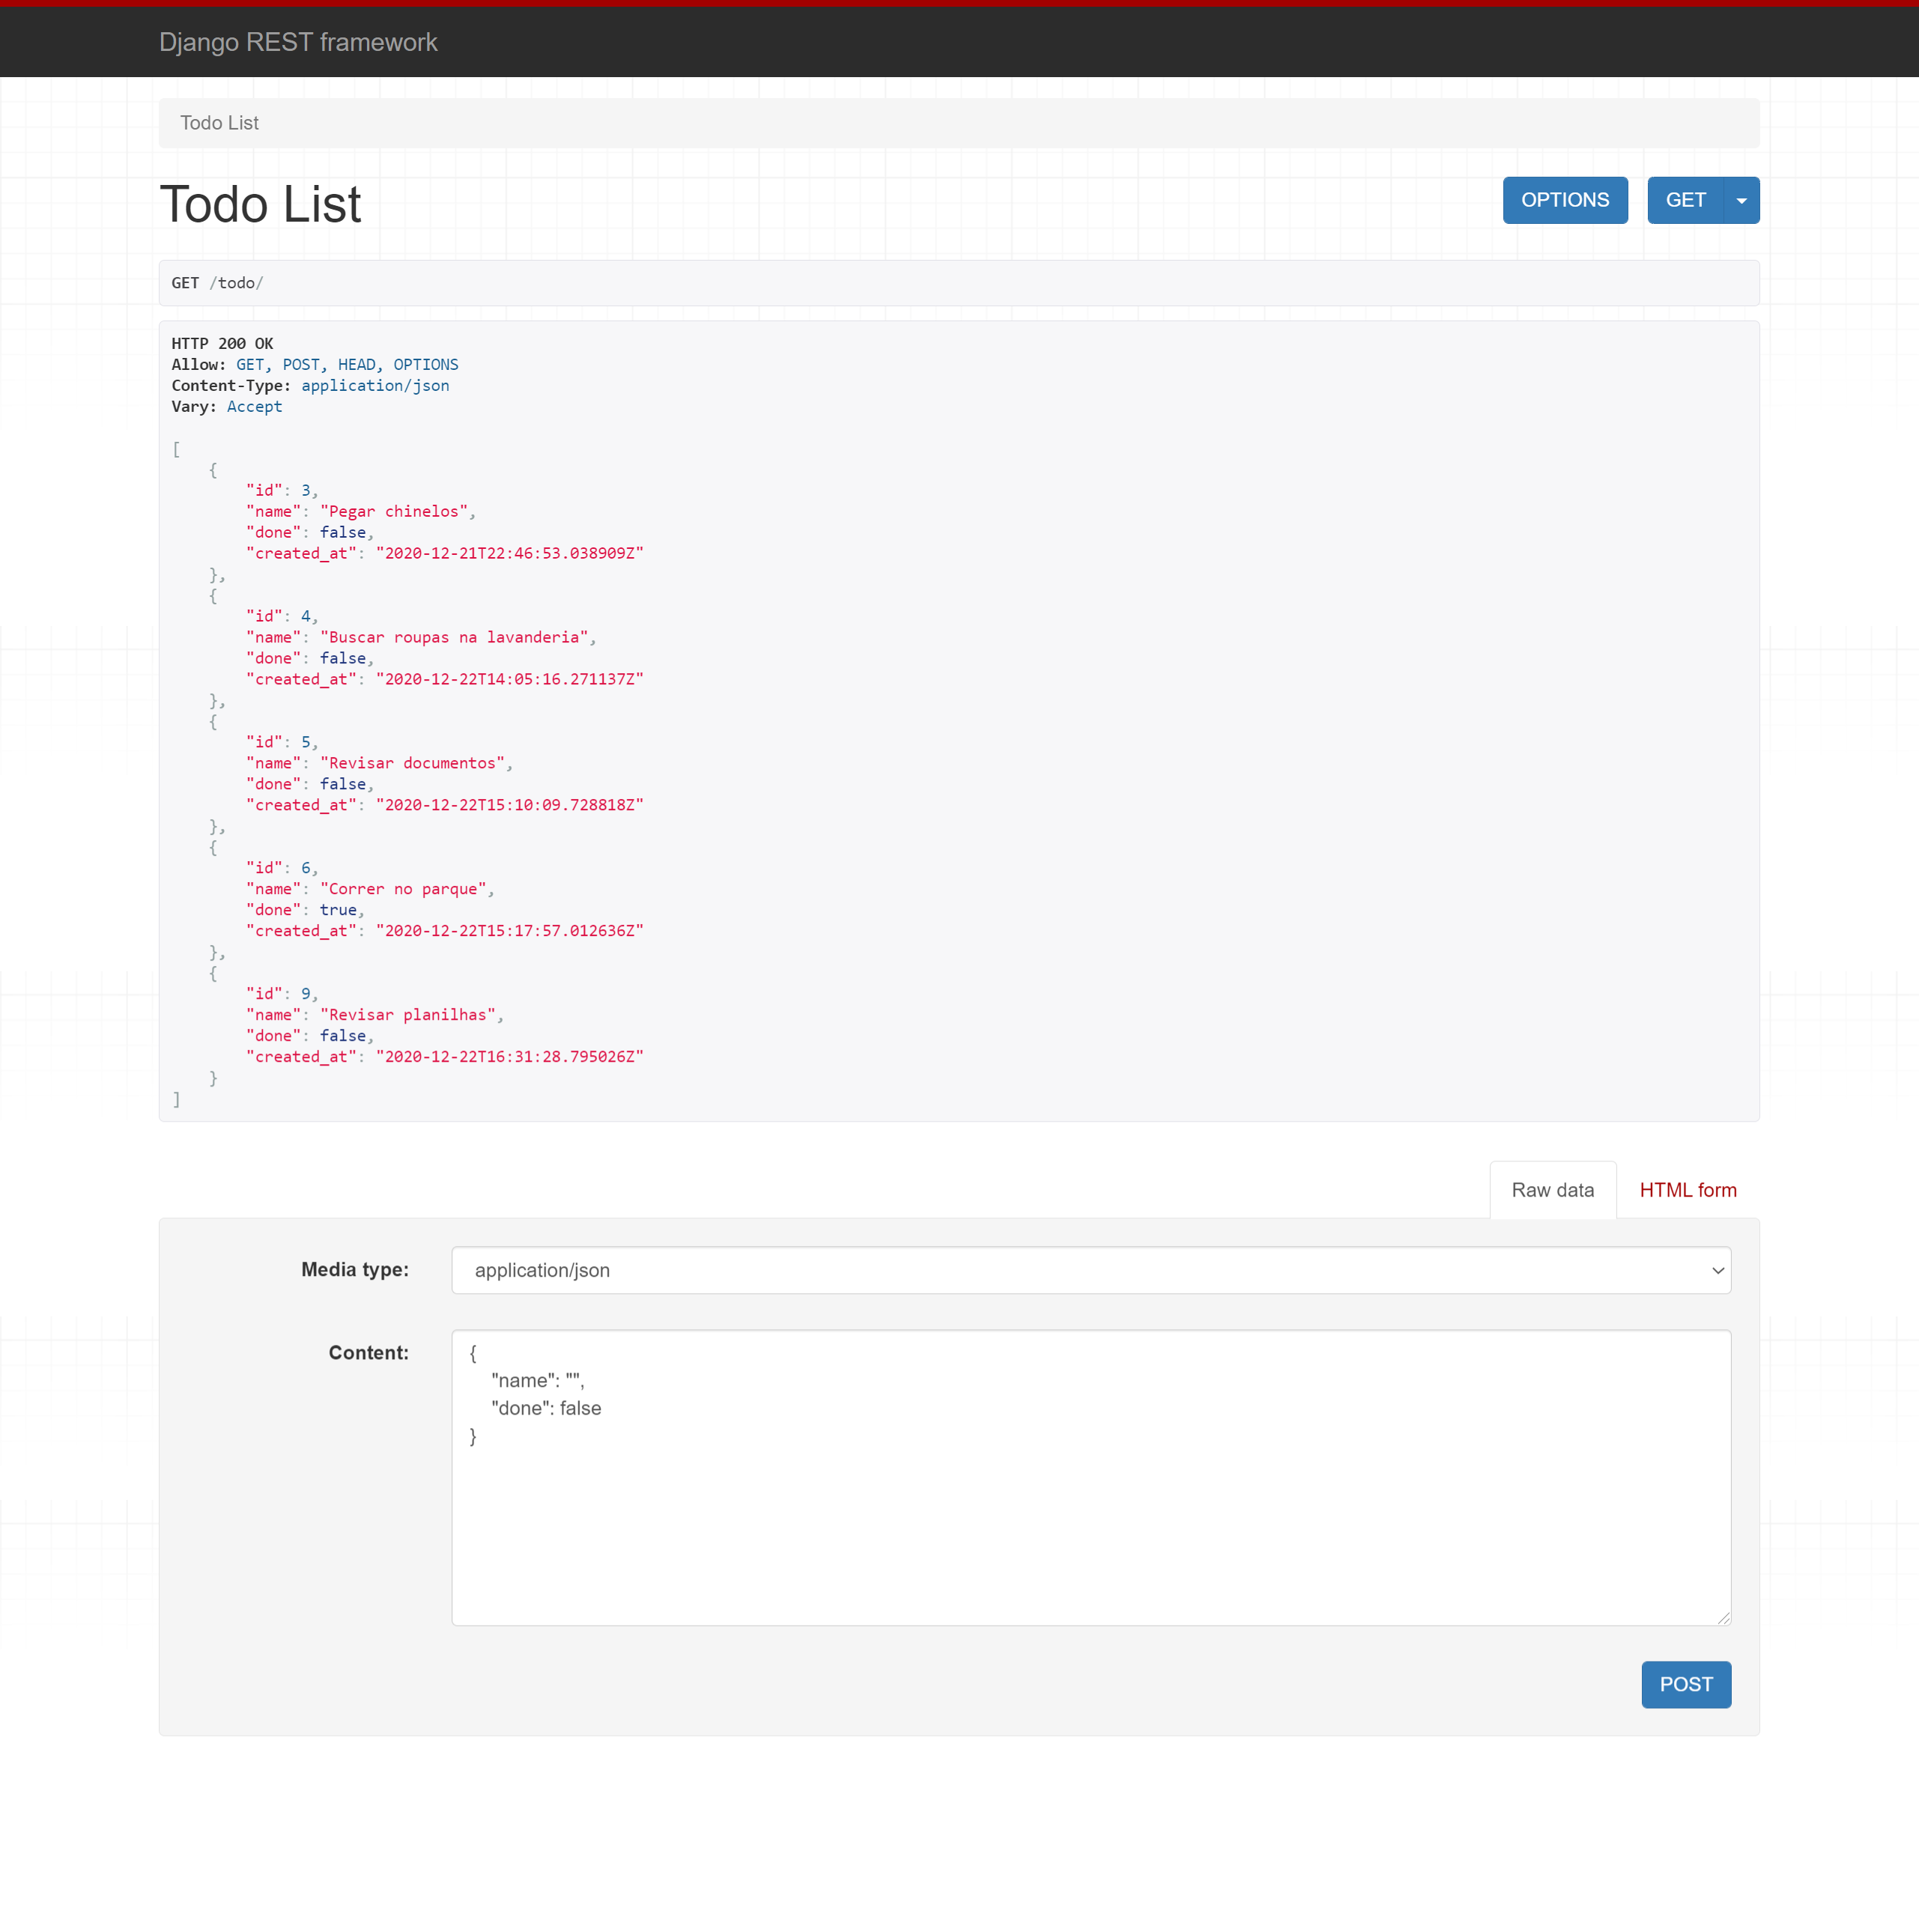 Django REST framework
Todo List
Todo List
OPTIONS
GET
GET /todo/
HTTP 200 OK
Allow: GET, POST, HEAD, OPTIONS
Content-Type: application/json
Vary: Accept
[
    {
        "id": 3,
        "name": "Pegar chinelos",
        "done": false,
        "created_at": "2020-12-21T22:46:53.038909Z"
    },
    {
        "id": 4,
        "name": "Buscar roupas na lavanderia",
        "done": false,
        "created_at": "2020-12-22T14:05:16.271137Z"
    },
    {
        "id": 5,
        "name": "Revisar documentos",
        "done": false,
        "created_at": "2020-12-22T15:10:09.728818Z"
    },
    {
        "id": 6,
        "name": "Correr no parque",
        "done": true,
        "created_at": "2020-12-22T15:17:57.012636Z"
    },
    {
        "id": 9,
        "name": "Revisar planilhas",
        "done": false,
        "created_at": "2020-12-22T16:31:28.795026Z"
    }
]
Raw data
HTML form
Media type:
application/json
Content:
{
    "name": "",
    "done": false
}
POST